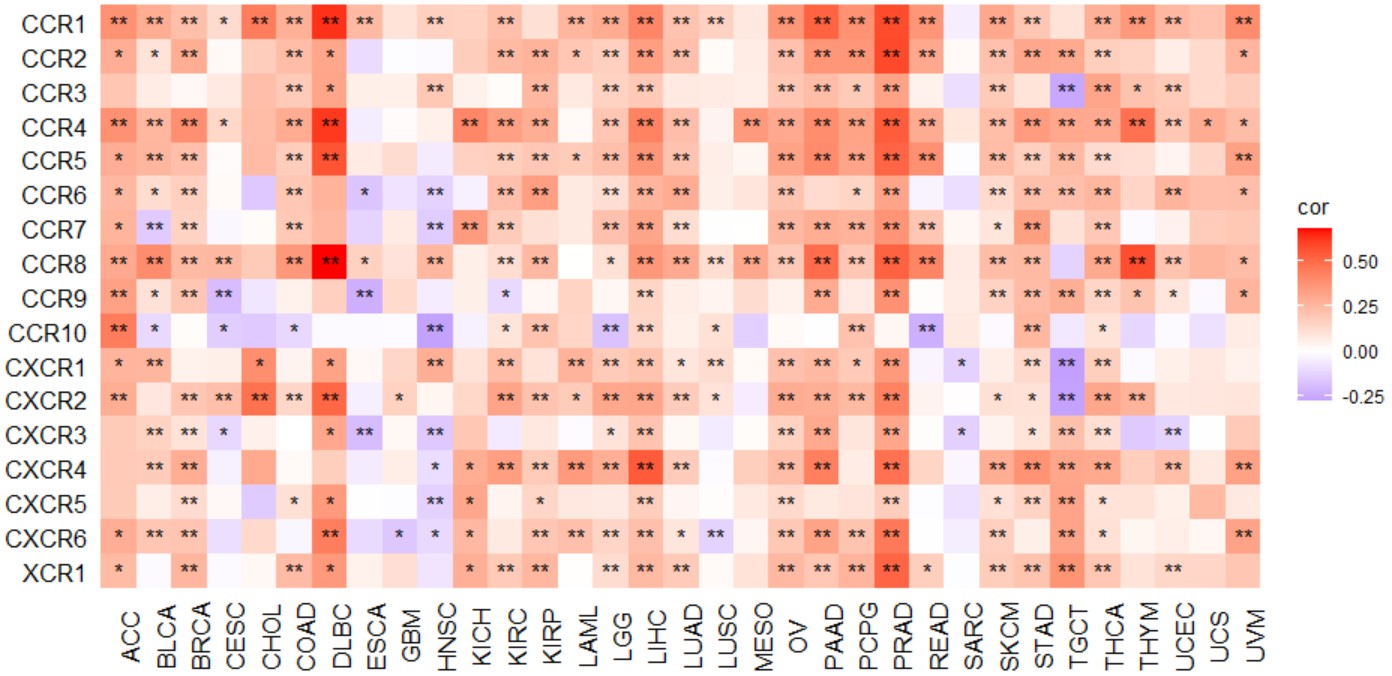 CCR1 ** ** ** * ** ** ** ** ** ** ** ** ** ** ** ** ** ** ** ** ** ** ** ** ** **
CCR2 * * ** ** * ** ** * ** ** ** ** ** ** ** ** ** ** ** ** *
CCR3 ** * ** ** ** ** ** ** * ** ** ** ** * **
CCR4 ** ** ** * ** ** ** ** ** ** ** ** ** ** ** ** ** ** ** ** ** ** ** ** * *
CCR5 * ** ** ** ** ** ** * ** ** ** ** ** ** ** ** ** ** ** ** **
CCR6 * * ** ** * ** ** ** ** ** ** ** * ** ** ** ** ** ** *
CCR7 * ** ** ** ** ** ** ** ** ** ** ** ** ** ** * ** **
CCR8 ** ** ** ** ** ** * ** ** ** * ** ** ** ** ** ** ** ** ** ** ** ** ** ** *
CCR9 ** * ** ** ** * ** ** ** ** ** ** ** * * *
CCR10 ** * * * ** * ** ** ** * ** ** ** *
CXCR1 * ** * * ** ** ** ** ** * ** ** ** * ** * ** ** **
CXCR2 ** ** ** ** ** ** * ** ** * ** ** ** * ** ** ** ** * * ** ** **
CXCR3 ** ** * * ** ** * ** ** ** ** * * ** ** **
CXCR4 ** ** * * ** ** ** ** ** ** ** ** ** ** ** ** ** ** **
CXCR5 ** * * ** * * ** ** ** * ** ** *
CXCR6 * ** ** ** * * * ** ** ** ** * ** ** ** ** ** ** ** * **
XCR1 * ** ** * * ** ** ** ** ** ** ** ** ** * ** ** ** ** **
ACC BLCA BRCA CESC CHOL COAD DLBC ESCA GBM HNSC KICH KIRC KIRP LAML LGG LIHC LUAD LUSC MESO OV PAAD PCPG PRAD READ SARC SKCM STAD TGCT THCA THYM UCEC UCS UVM
cor
0.50
0.25
0.00
-0.25